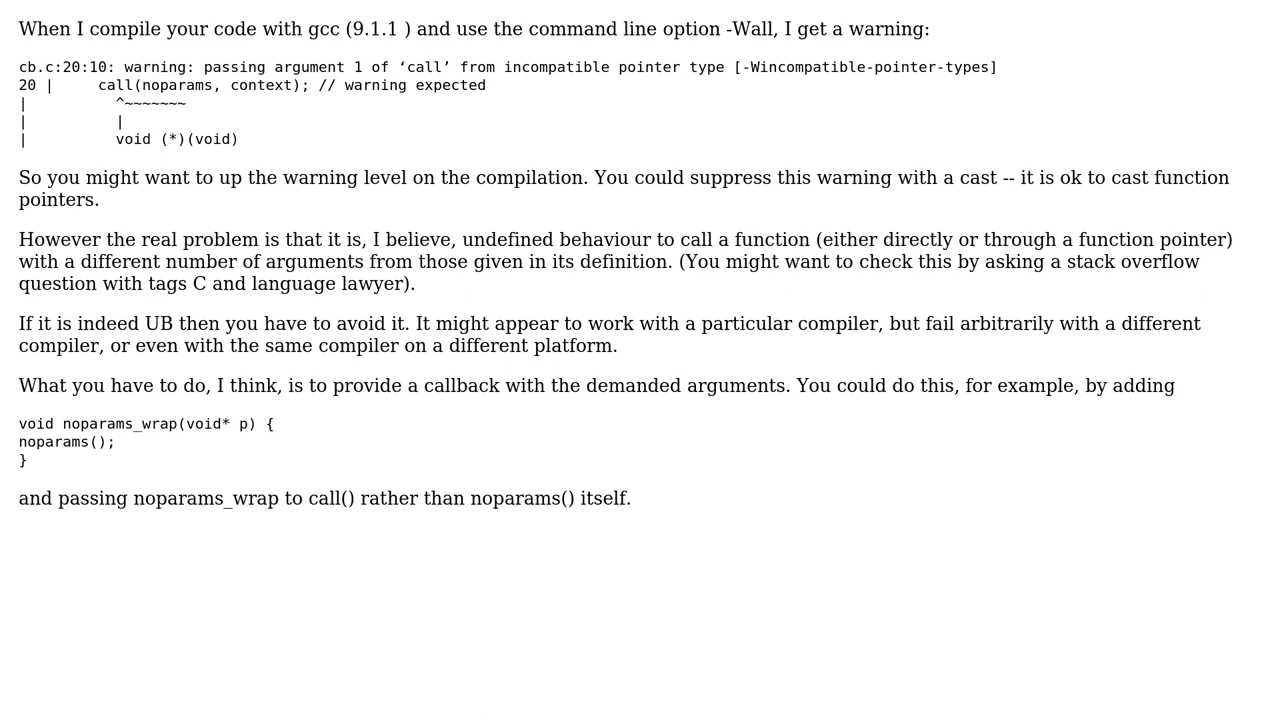 When I compile your code with gcc (9.1.1 ) and use the command line option -Wall, I get a warning:
cb.c:20:10: warning: passing argument 1 of ‘call’ from incompatible pointer type [-Wincompatible-pointer-types]
20 |     call(noparams, context); // warning expected
|          ^~~~~~~~
|          |
|          void (*)(void)
So you might want to up the warning level on the compilation. You could suppress this warning with a cast -- it is ok to cast function
pointers.
However the real problem is that it is, I believe, undefined behaviour to call a function (either directly or through a function pointer)
with a different number of arguments from those given in its definition. (You might want to check this by asking a stack overflow
question with tags C and language lawyer).
If it is indeed UB then you have to avoid it. It might appear to work with a particular compiler, but fail arbitrarily with a different
compiler, or even with the same compiler on a different platform.
What you have to do, I think, is to provide a callback with the demanded arguments. You could do this, for example, by adding
void noparams_wrap(void* p) {
noparams();
}
and passing noparams_wrap to call() rather than noparams() itself.